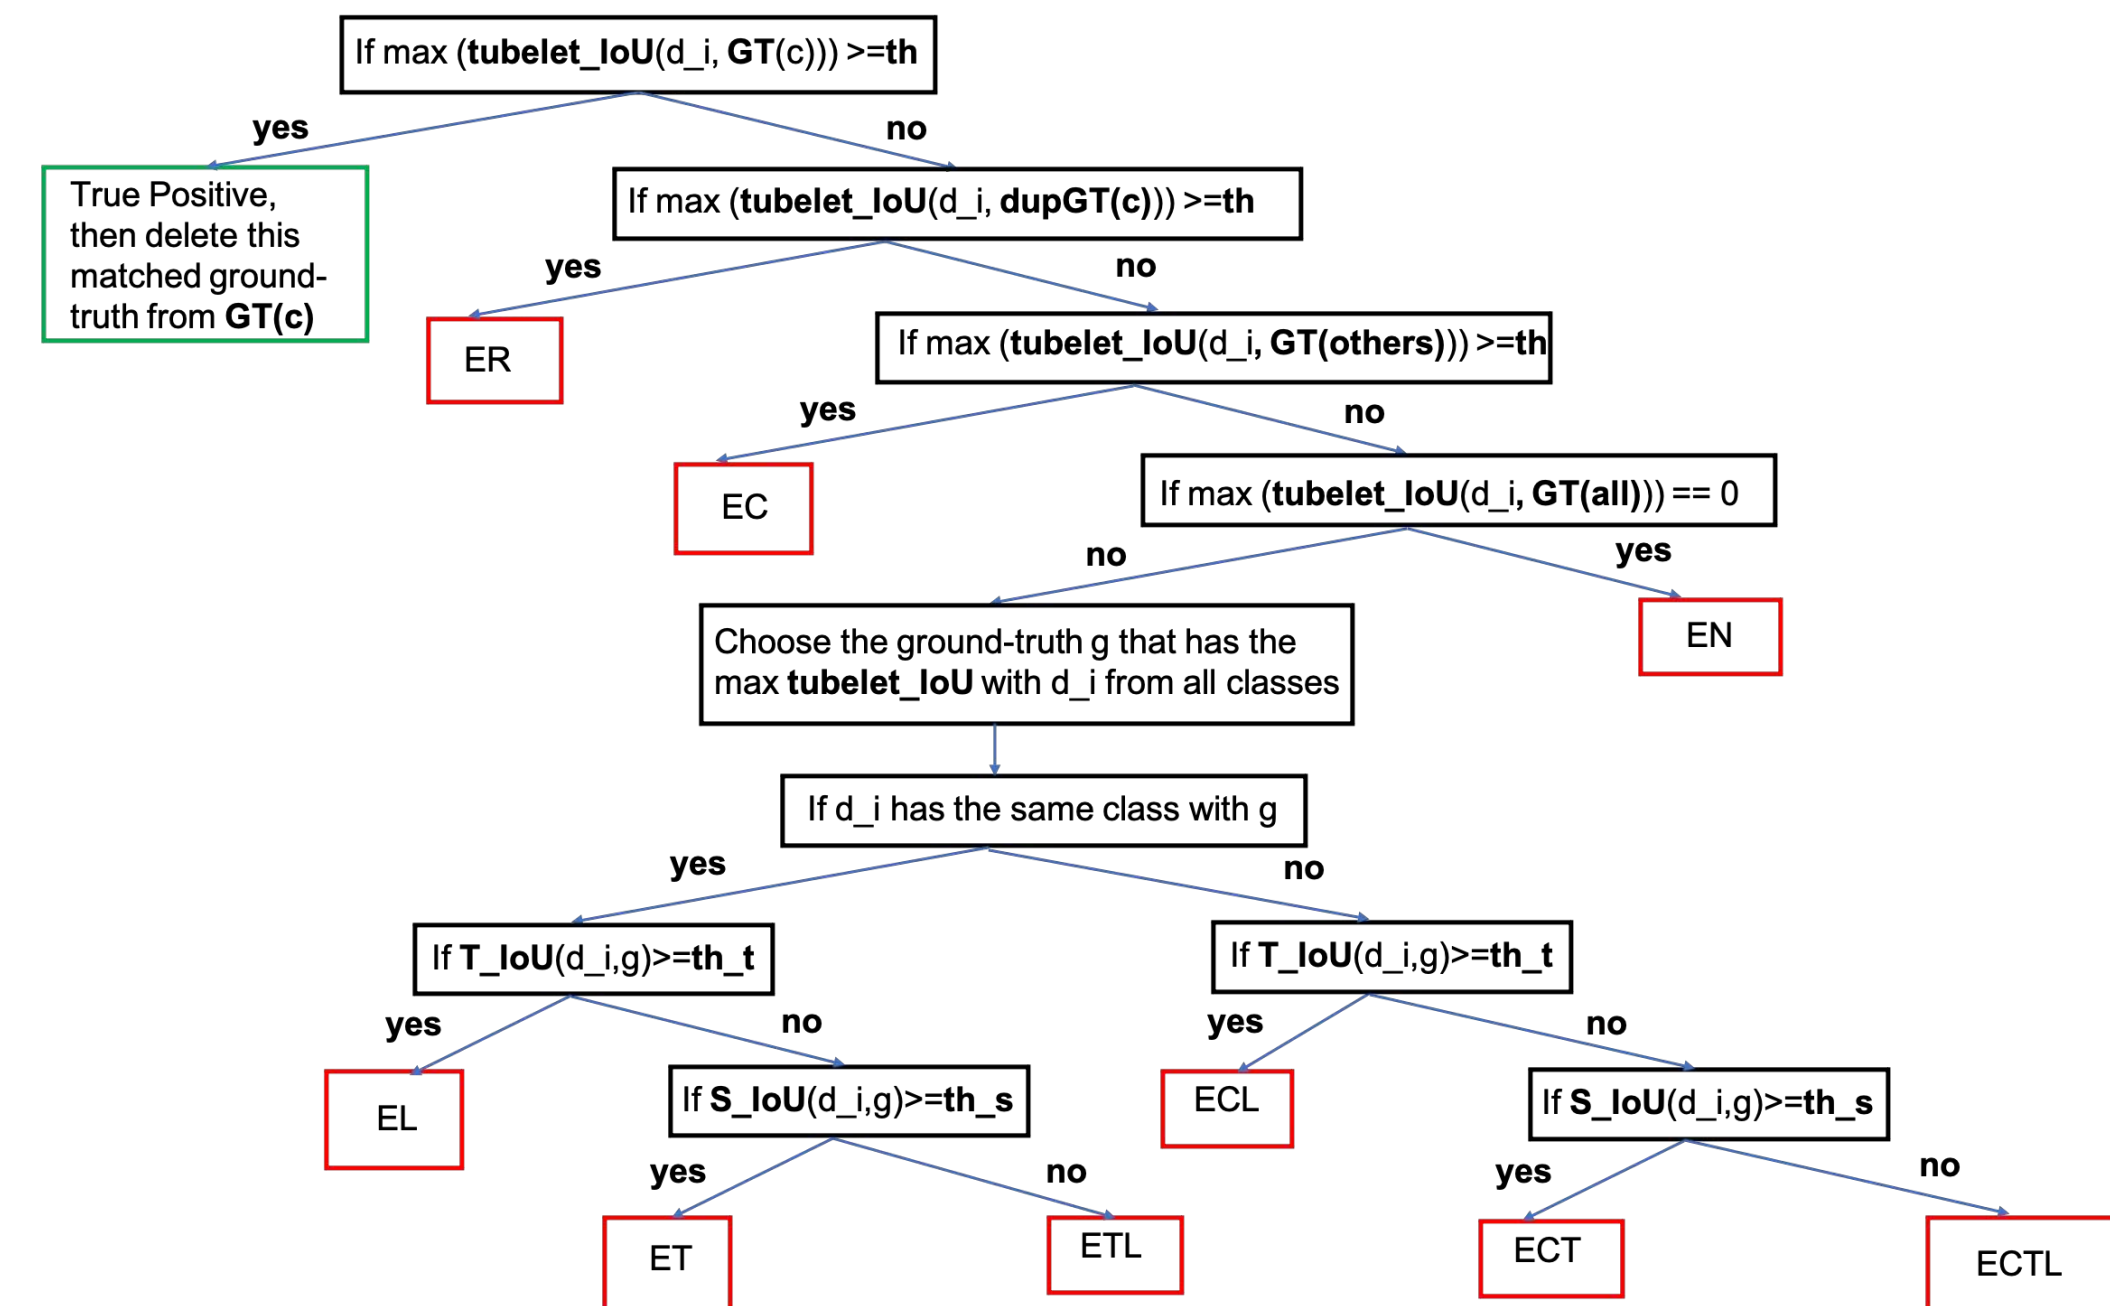 If max (tubelet_IoU(d_i, GT(c))) >=th
yes
no
True Positive,
then delete this
matched ground-
truth from GT(c)
If max (tubelet_IoU(d_i, dupGT(c))) >=th
yes
no
ER
If max (tubelet_IoU(d_i, GT(others))) >=th
yes
no
EC
If max (tubelet_IoU(d_i, GT(all))) == 0
no
yes
Choose the ground-truth g that has the
max tubelet_IoU with d_i from all classes
EN
If d_i has the same class with g
yes
no
If T_IoU(d_i,g)>=th_t
If T_IoU(d_i,g)>=th_t
yes
no
yes
no
EL
If S_IoU(d_i,g)>=th_s
ECL
If S_IoU(d_i,g)>=th_s
yes
no
yes
no
ET
ETL
ECT
ECTL